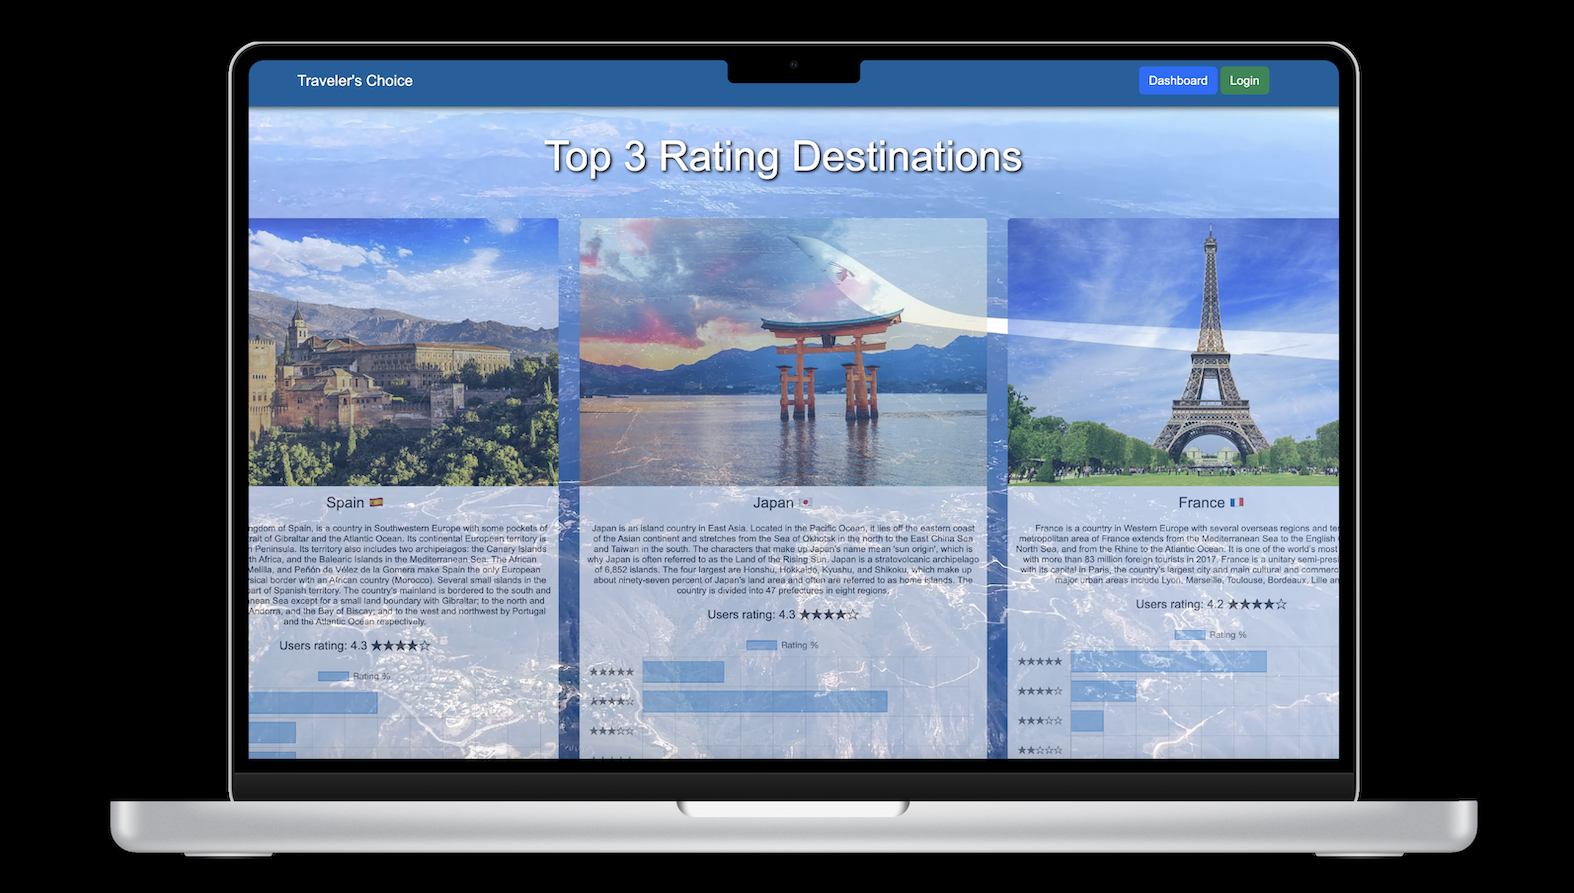 Traveler's Choice
Dashboard
Login
Top 3 Rating Destinations
Spain 🇪🇸
ngdom of Spain, is a country in Southwestern Europe with some pockets of
rait of Gibraltar and the Atlantic Ocean. Its continental European territory is
n Peninsula. Its territory also includes two archipelagos: the Canary Islands
th Africa, and the Balearic Islands in the Mediterranean Sea. The African
Melilla, and Peñón de Vélez de la Gomera make Spain the only European
sical border with an African country (Morocco). Several small islands in the
art of Spanish territory. The country's mainland is bordered to the south and
nean Sea except for a small land boundary with Gibraltar; to the north and
Andorra, and the Bay of Biscay; and to the west and northwest by Portugal
and the Atlantic Ocean respectively.
Users rating: 4.3 ★★★★☆
Rating %
Japan 🇯🇵
Japan is an island country in East Asia. Located in the Pacific Ocean, it lies off the eastern coast
of the Asian continent and stretches from the Sea of Okhotsk in the north to the East China Sea
and Taiwan in the south. The characters that make up Japan's name mean 'sun origin', which is
why Japan is often referred to as the Land of the Rising Sun. Japan is a stratovolcanic archipelago
of 6,852 islands. The four largest are Honshu, Hokkaido, Kyushu, and Shikoku, which make up
about ninety-seven percent of Japan's land area and often are referred to as home islands. The
country is divided into 47 prefectures in eight regions.
Users rating: 4.3 ★★★★☆
Rating %
★★★★★
★★★★☆
★★★☆☆
France 🇫🇷
France is a country in Western Europe with several overseas regions and ter
metropolitan area of France extends from the Mediterranean Sea to the English
North Sea, and from the Rhine to the Atlantic Ocean. It is one of the world's most
with more than 83 million foreign tourists in 2017. France is a unitary semi-presi
with its capital in Paris, the country's largest city and main cultural and commerc
major urban areas include Lyon, Marseille, Toulouse, Bordeaux, Lille an
Users rating: 4.2 ★★★★☆
Rating %
★★★★★
★★★★☆
★★★☆☆
★★☆☆☆